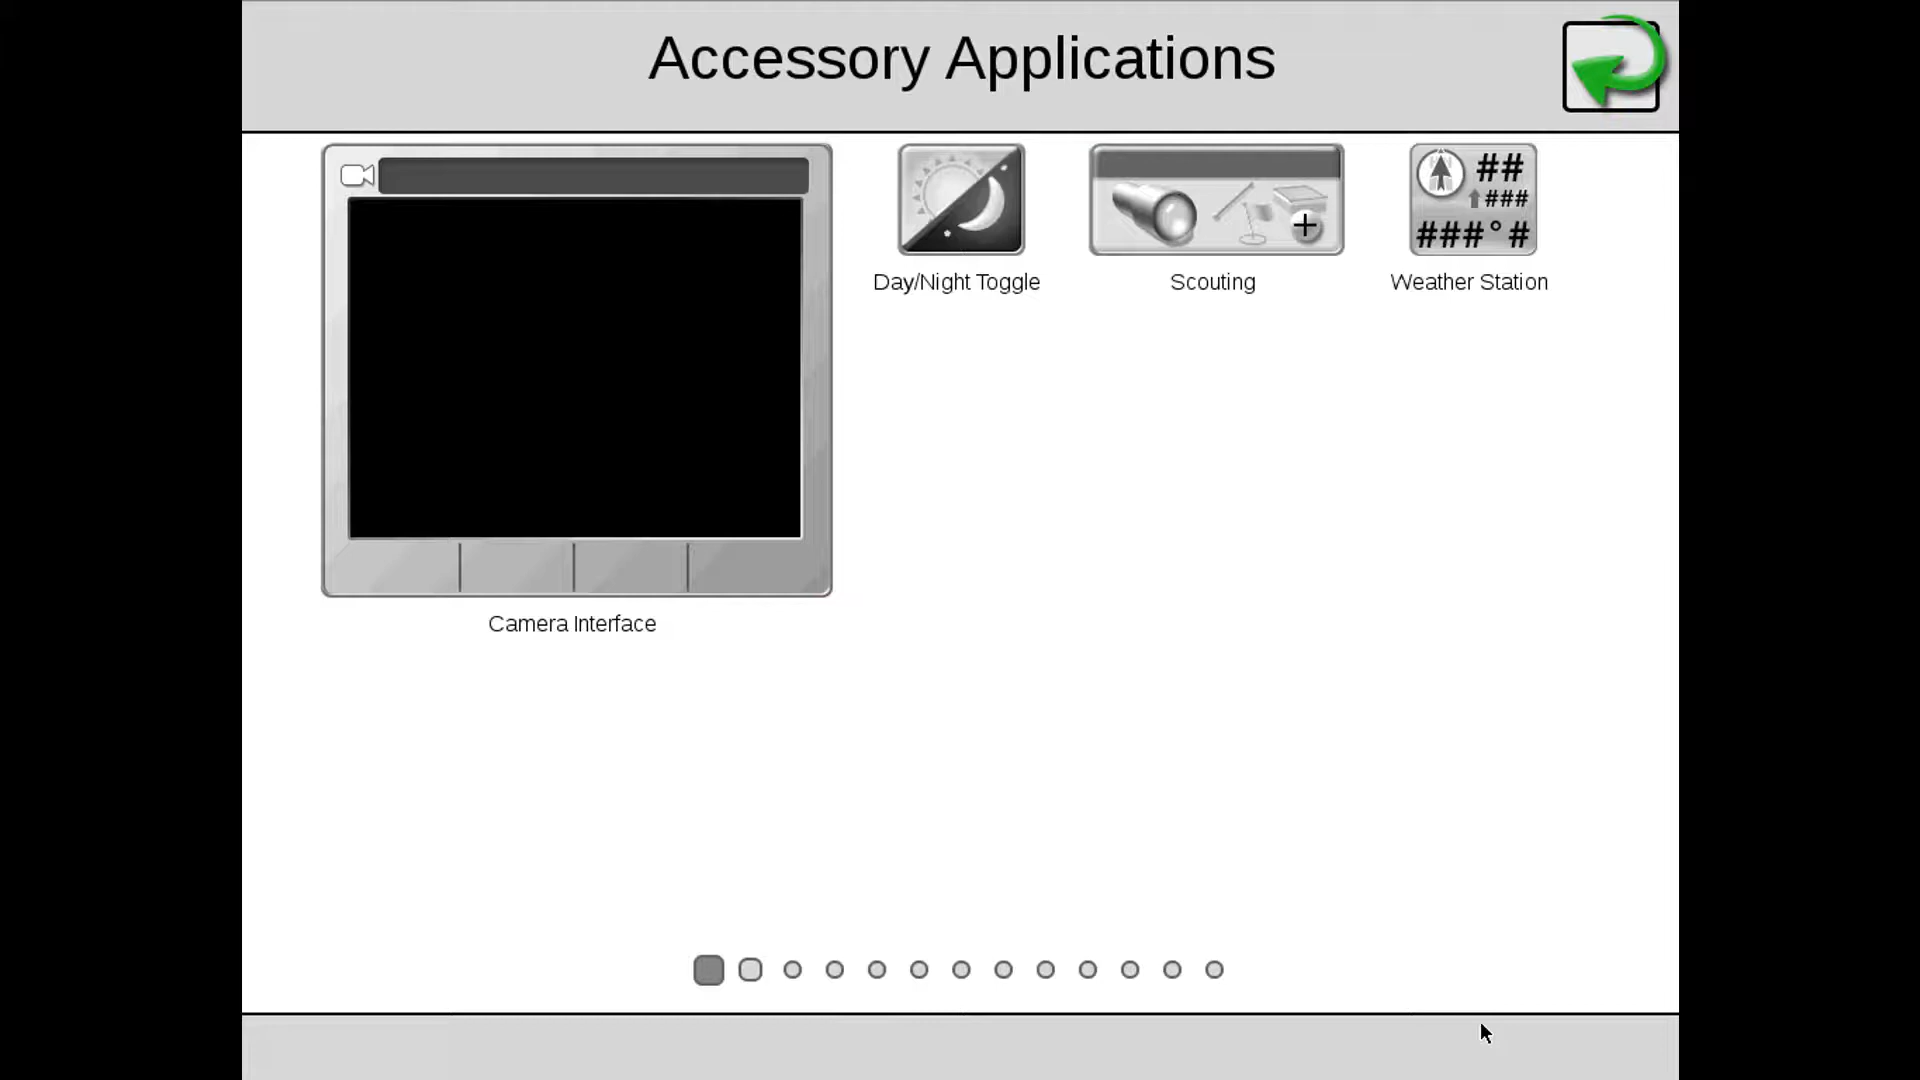 Accessory Applications
##
###
###°#
Day/Night Toggle
Scouting
Weather Station
Camera Interface